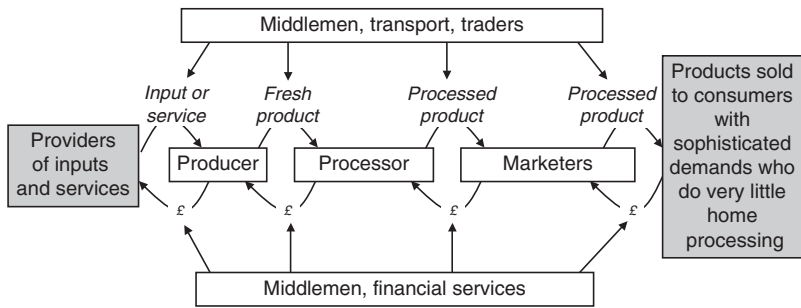 Middlemen, transport, traders
Input or
service
Fresh
product
Processed
product
Processed
product
Products sold
to consumers
with
sophisticated
demands who
do very little
home
processing
Providers
of inputs
and services
Producer
Processor
Marketers
£
£
£
£
Middlemen, financial services